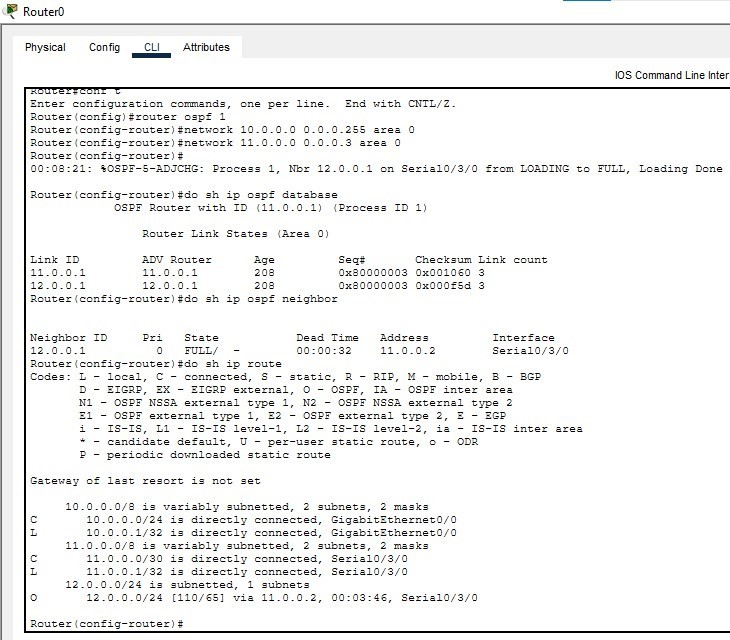 Router0
Physical Config CLI Attributes
IOS Command Line Inter
Router#conf t
Enter configuration commands, one per line. End with CNTL/Z.
Router(config)#router ospf 1
Router(config-router)#network 10.0.0.0 0.0.0.255 area 0
Router(config-router)#network 11.0.0.0 0.0.0.3 area 0
Router(config-router)#
00:08:21: %OSPF-5-ADJCHG: Process 1, Nbr 12.0.0.1 on Serial0/3/0 from LOADING to FULL, Loading Done
Router(config-router)#do sh ip ospf database
OSPF Router with ID (11.0.0.1) (Process ID 1)
Router Link States (Area 0)
Link ID ADV Router Age Seq# Checksum Link count
11.0.0.1 11.0.0.1 208 0x80000003 0x001060 3
12.0.0.1 12.0.0.1 208 0x80000003 0x000f5d 3
Router(config-router)#do sh ip ospf neighbor
Neighbor ID Pri State Dead Time Address Interface
12.0.0.1 0 FULL/ - 00:00:32 11.0.0.2 Serial0/3/0
Router(config-router)#do sh ip route
Codes: L - local, C - connected, S - static, R - RIP, M - mobile, B - BGP
D - EIGRP, EX - EIGRP external, O - OSPF, IA - OSPF inter area
N1 - OSPF NSSA external type 1, N2 - OSPF NSSA external type 2
E1 - OSPF external type 1, E2 - OSPF external type 2, E - EGP
i - IS-IS, L1 - IS-IS level-1, L2 - IS-IS level-2, ia - IS-IS inter area
* - candidate default, U - per-user static route, o - ODR
P - periodic downloaded static route
Gateway of last resort is not set
10.0.0.0/8 is variably subnetted, 2 subnets, 2 masks
C 10.0.0.0/24 is directly connected, GigabitEthernet0/0
L 10.0.0.1/32 is directly connected, GigabitEthernet0/0
11.0.0.0/8 is variably subnetted, 2 subnets, 2 masks
C 11.0.0.0/30 is directly connected, Serial0/3/0
L 11.0.0.1/32 is directly connected, Serial0/3/0
12.0.0.0/24 is subnetted, 1 subnets
O 12.0.0.0/24 [110/65] via 11.0.0.2, 00:03:46, Serial0/3/0
Router(config-router)#